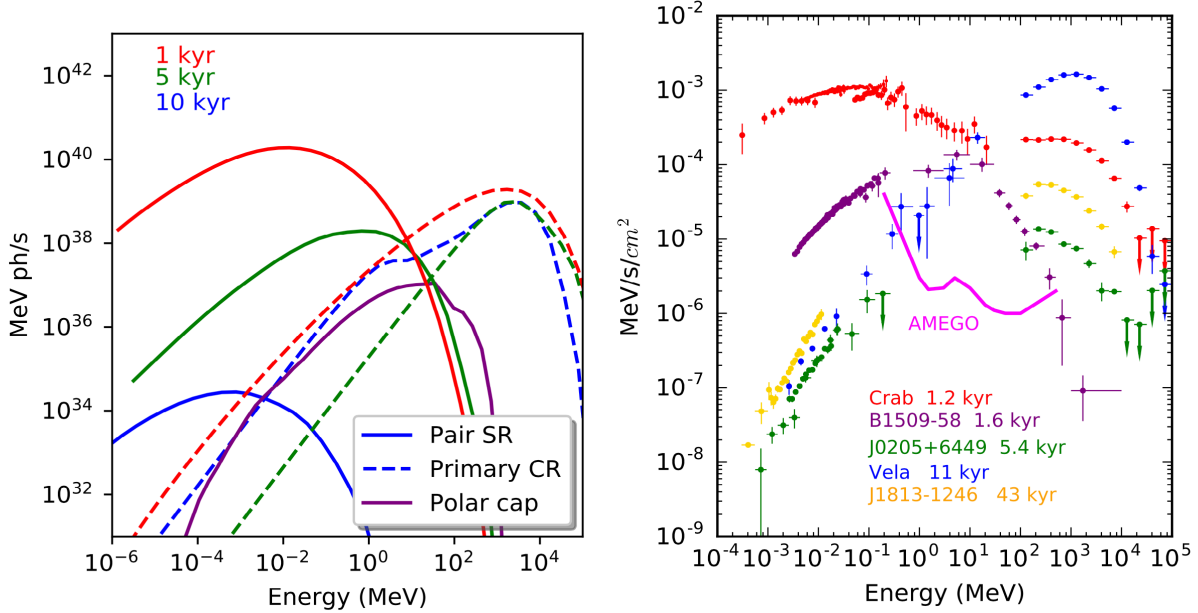 1 kyr
5 kyr
10 kyr
10^42
10^40
10^38
10^36
10^34
10^32
MeV ph/s
Pair SR
Primary CR
Polar cap
10^-6 10^-4 10^-2 10^0 10^2 10^4
Energy (MeV)
10^-2
10^-3
10^-4
10^-5
10^-6
10^-7
10^-8
10^-9
MeV/s/cm^2
AMEGO
Crab 1.2 kyr
B1509-58 1.6 kyr
J0205+6449 5.4 kyr
Vela 11 kyr
J1813-1246 43 kyr
10^-4 10^-3 10^-2 10^-1 10^0 10^1 10^2 10^3 10^4 10^5
Energy (MeV)